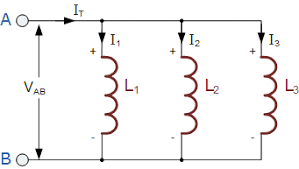 A
I_T
I_1
I_2
I_3
+
+
+
V_AB
L_1
L_2
L_3
-
-
-
B